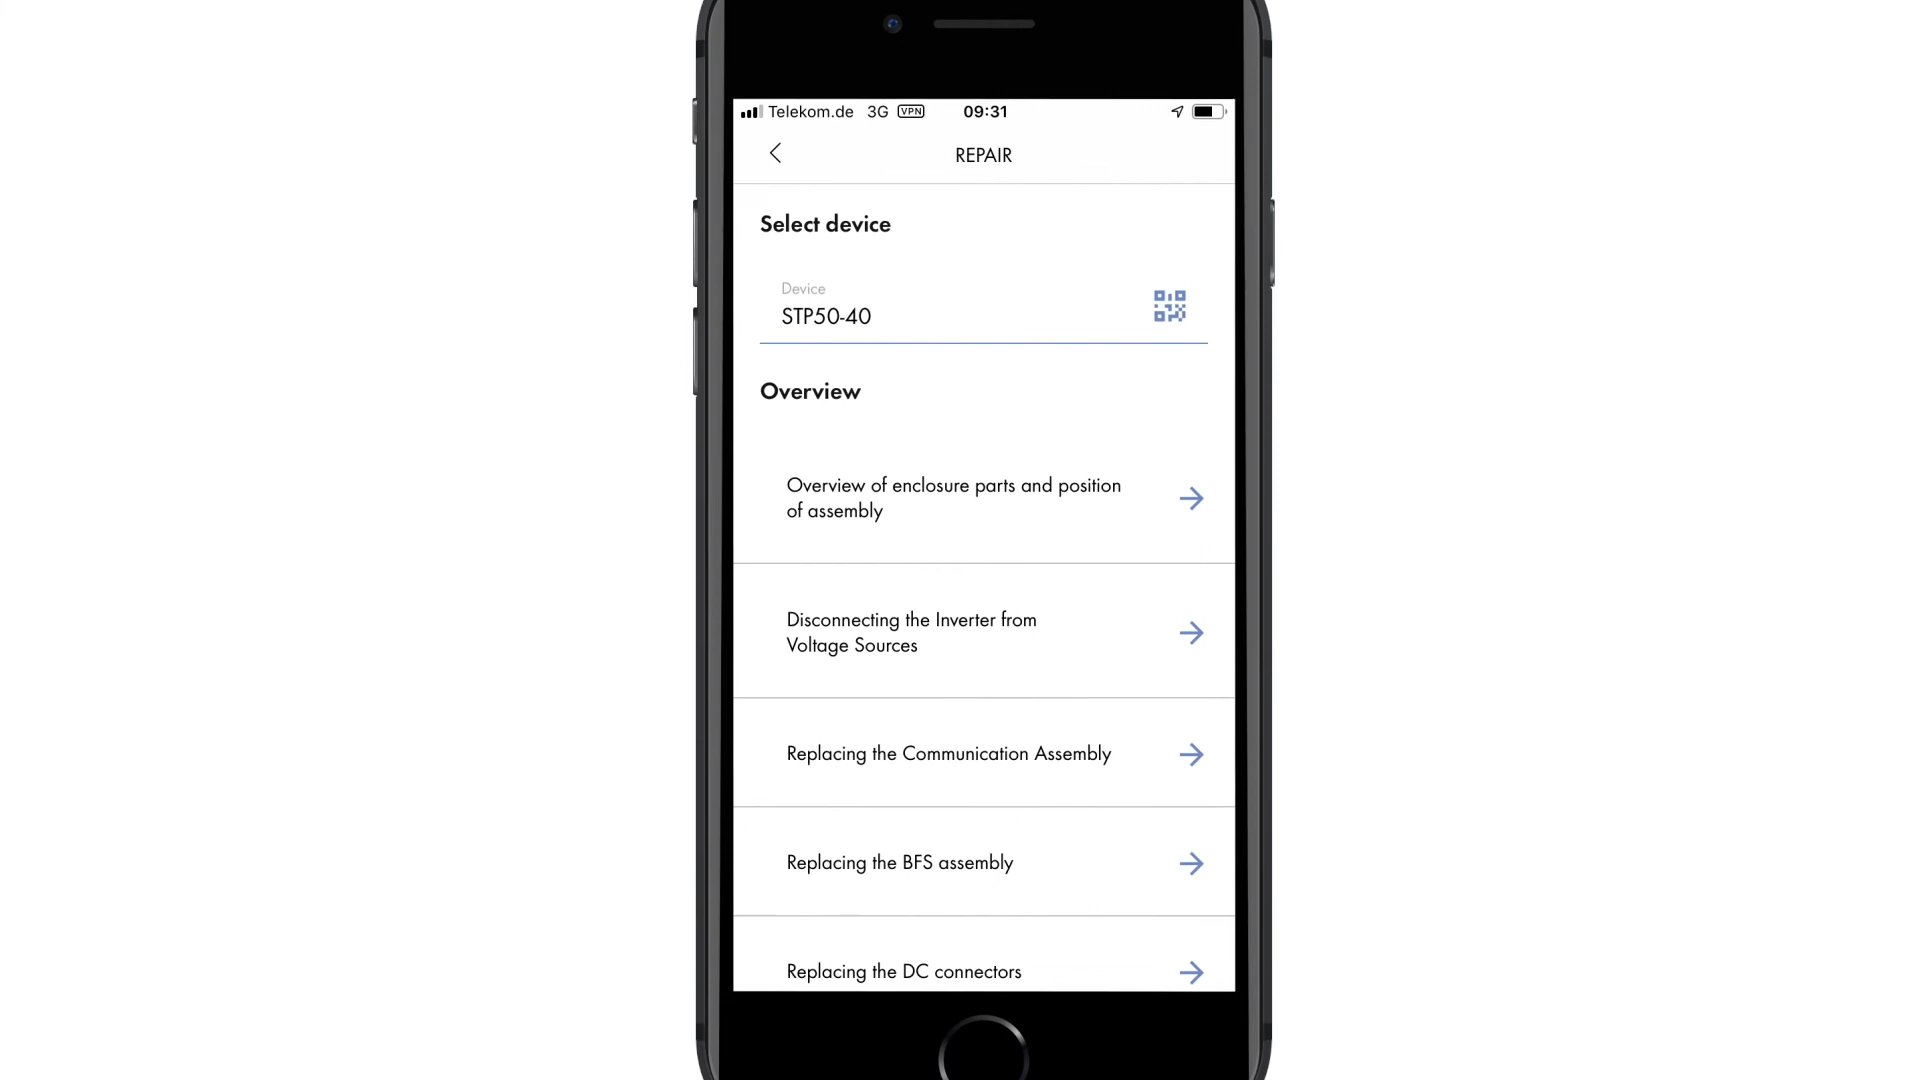 Telekom.de 3G VPN 09:31
REPAIR
Select device
Device
STP50-40
Overview
Overview of enclosure parts and position
of assembly
Disconnecting the Inverter from
Voltage Sources
Replacing the Communication Assembly
Replacing the BFS assembly
Replacing the DC connectors